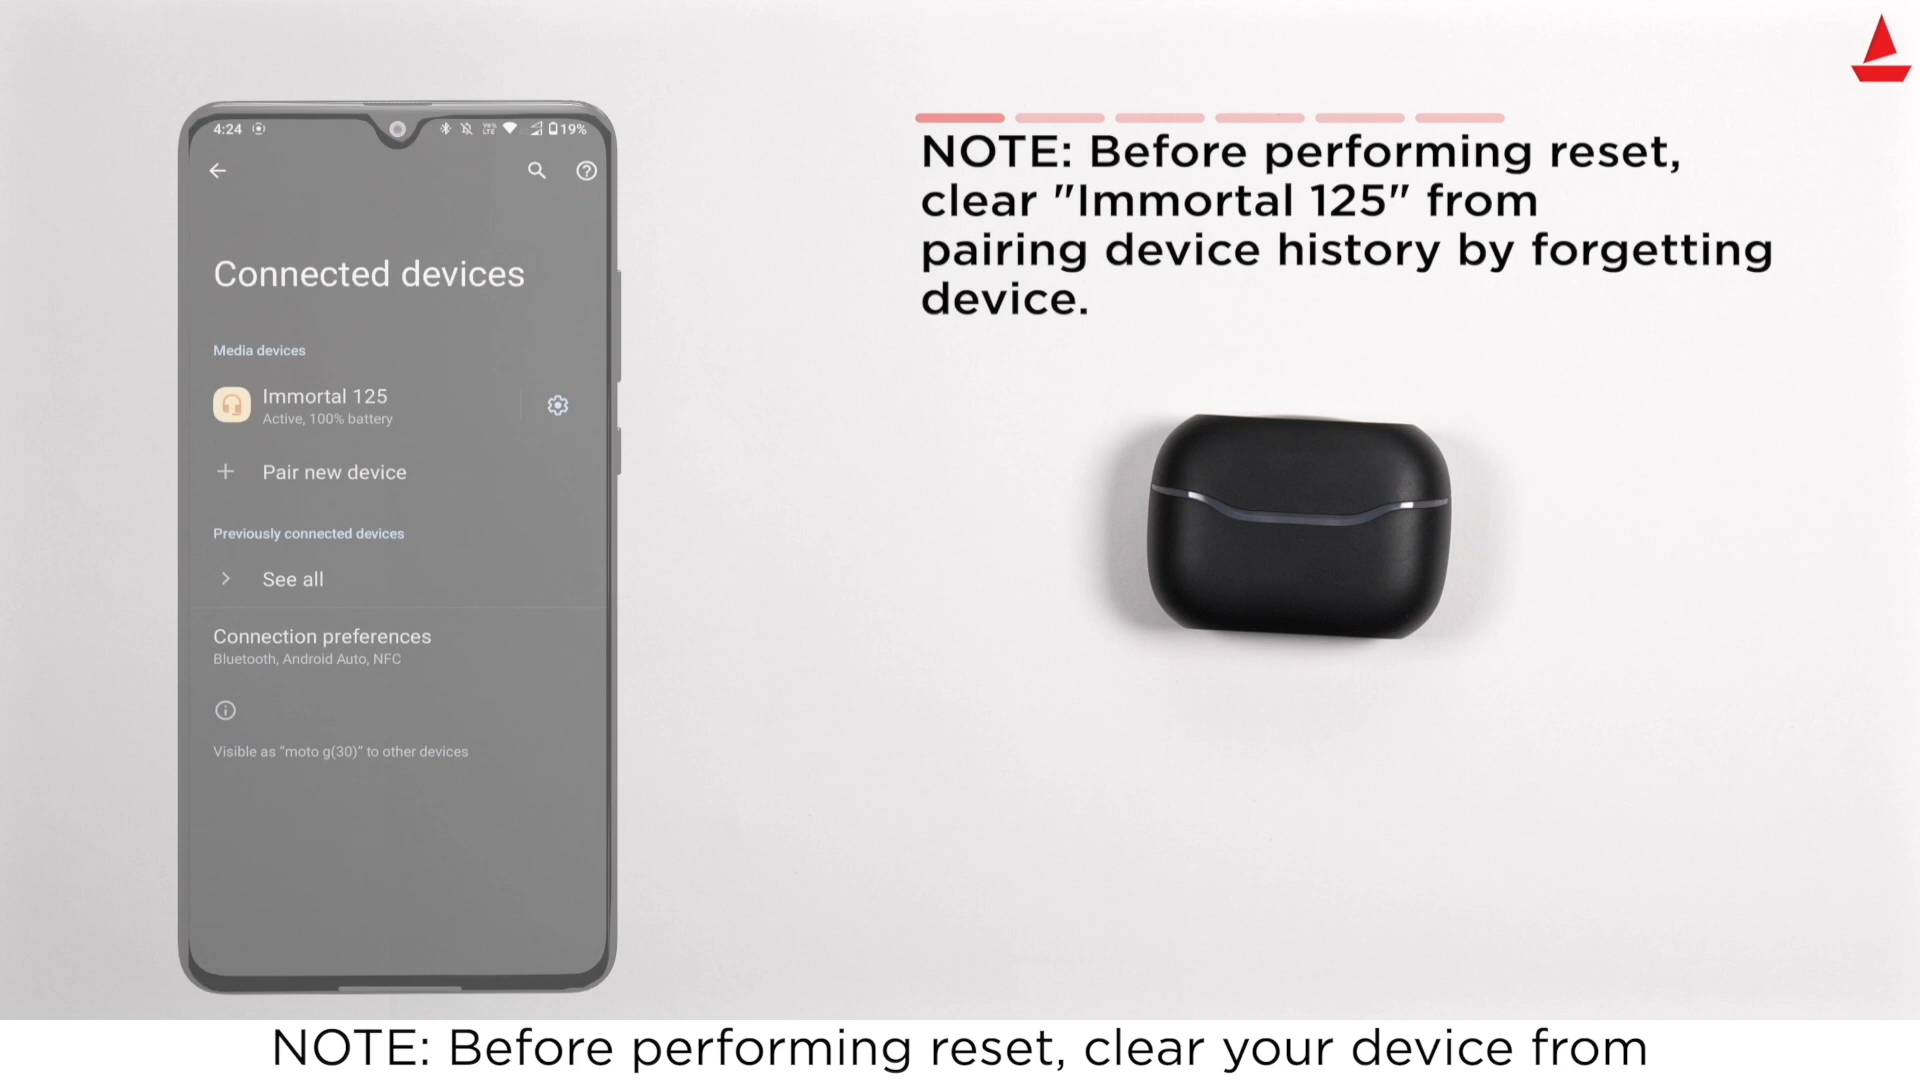 4:24
VoWiFi LTE 19%
Connected devices
Media devices
Immortal 125
Active, 100% battery
Pair new device
Previously connected devices
See all
Connection preferences
Bluetooth, Android Auto, NFC
Visible as "moto g(30)" to other devices
NOTE: Before performing reset,
clear "Immortal 125" from
pairing device history by forgetting
device.
NOTE: Before performing reset, clear your device from